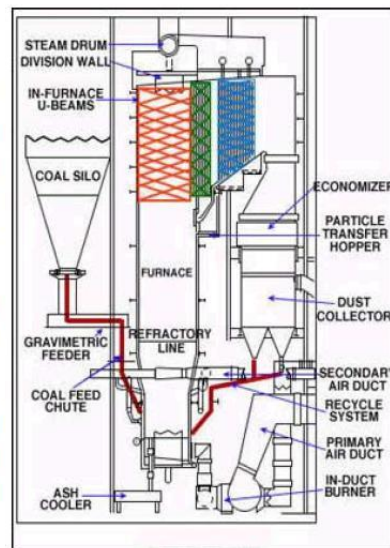 STEAM DRUM
DIVISION WALL
IN-FURNACE
U-BEAMS
COAL SILO
ECONOMIZER
PARTICLE
TRANSFER
HOPPER
FURNACE
DUST
COLLECTOR
REFRACTORY
LINE
GRAVIMETRIC
FEEDER
COAL FEED
CHUTE
SECONDARY
AIR DUCT
RECYCLE
SYSTEM
PRIMARY
AIR DUCT
IN-DUCT
BURNER
ASH
COOLER